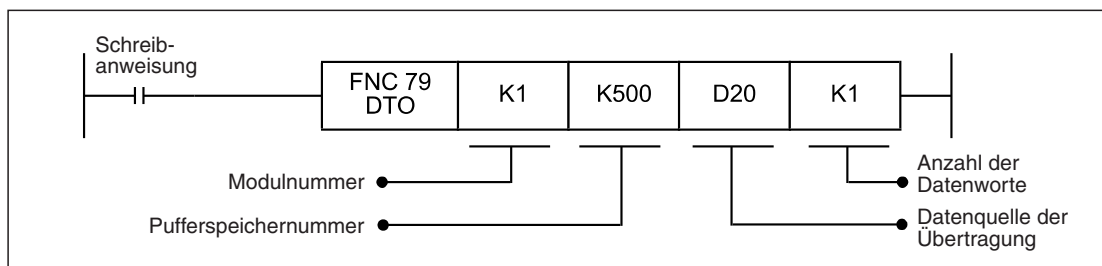 Schreib-
anweisung
FNC 79
DTO
K1
K500
D20
K1
Modulnummer
Pufferspeichernummer
Anzahl der
Datenworte
Datenquelle der
Übertragung